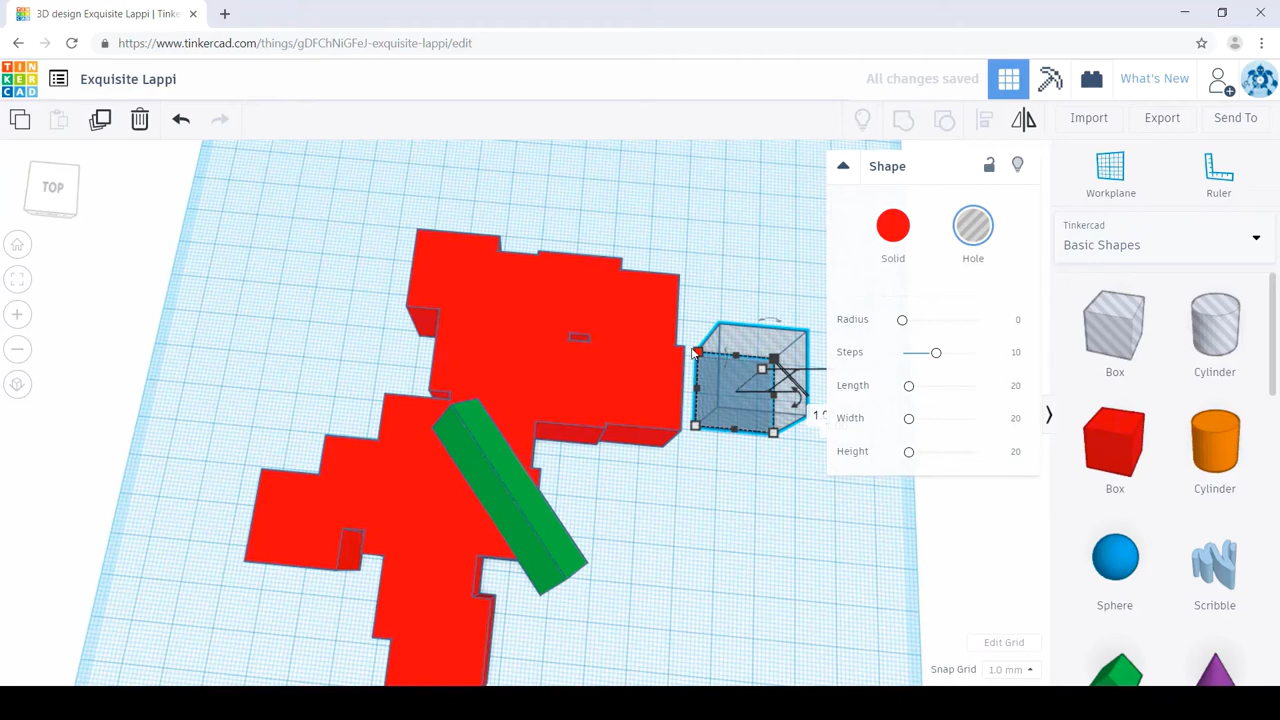 3D design Exquisite Lappi | Tinke
https://www.tinkercad.com/things/gDFChNiGFeJ-exquisite-lappi/edit
TIN
KER
CAD
Exquisite Lappi
All changes saved
What's New
Import
Export
Send To
TOP
Shape
Solid
Hole
Radius 0
Steps 10
Length 20
Width 20
Height 20
1.0
Workplane
Ruler
Tinkercad
Basic Shapes
Box
Cylinder
Box
Cylinder
Sphere
Scribble
Edit Grid
Snap Grid 1.0 mm